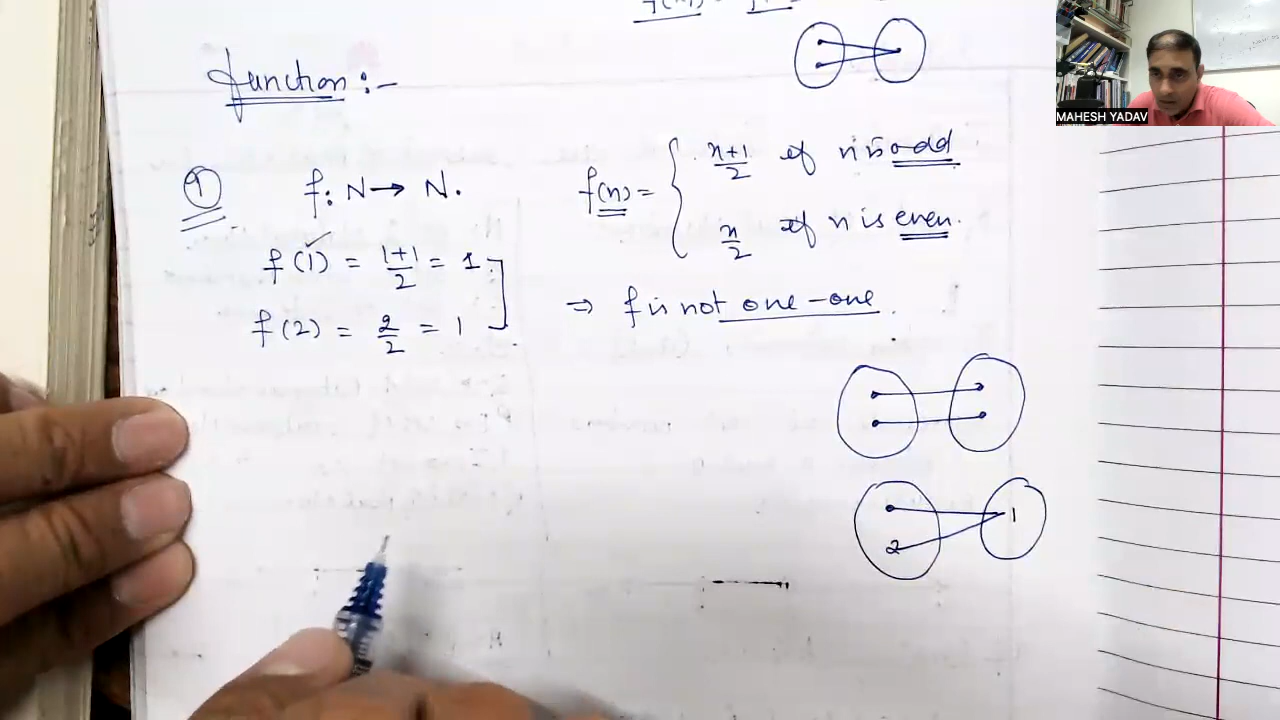 MAHESH YADAV
function :-
1 f: N → N. f(n) = { n+1/2 if n is odd
n/2 if n is even.
f(1) = 1+1/2 = 1
f(2) = 2/2 = 1
⇒ f is not one-one.
2
1